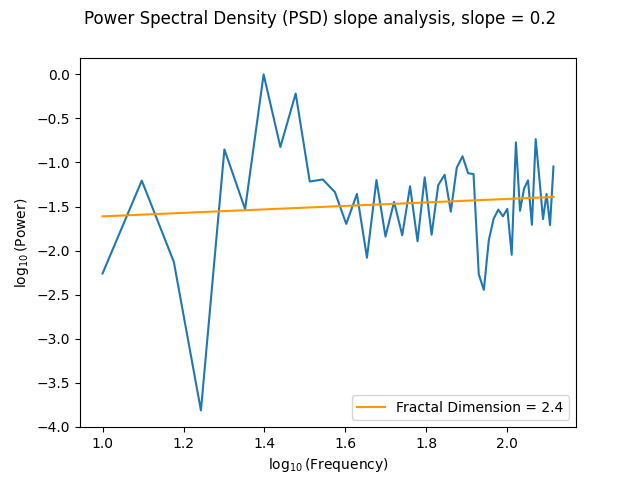 Power Spectral Density (PSD) slope analysis, slope = 0.2
0.0
−0.5
−1.0
−1.5
−2.0
−2.5
−3.0
−3.5
−4.0
log10 (Power)
Fractal Dimension = 2.4
1.0 1.2 1.4 1.6 1.8 2.0
log10 (Frequency)